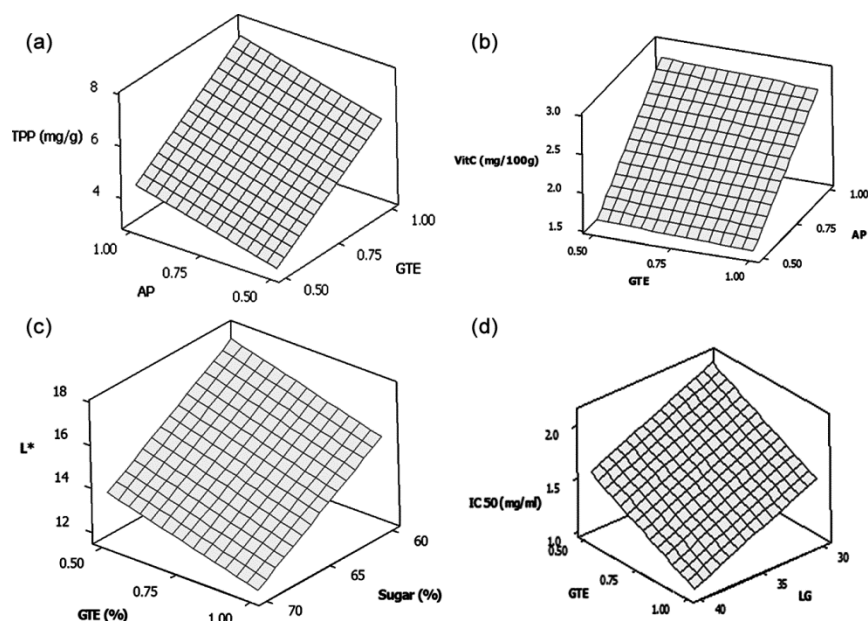 (a)
8
TPP (mg/g)
6
4
1.00
0.75
AP
0.50
0.50
0.75
GTE
1.00
(b)
3.0
2.5
VitC (mg/100g)
2.0
1.5
0.50
0.75
GTE
1.00
0.50
0.75
AP
1.00
(c)
18
16
L*
14
12
0.50
0.75
GTE (%)
1.00
70
65
Sugar (%)
60
(d)
2.0
1.5
IC 50 (mg/ml)
1.0
0.50
GTE
0.75
1.00
40
35
LG
30